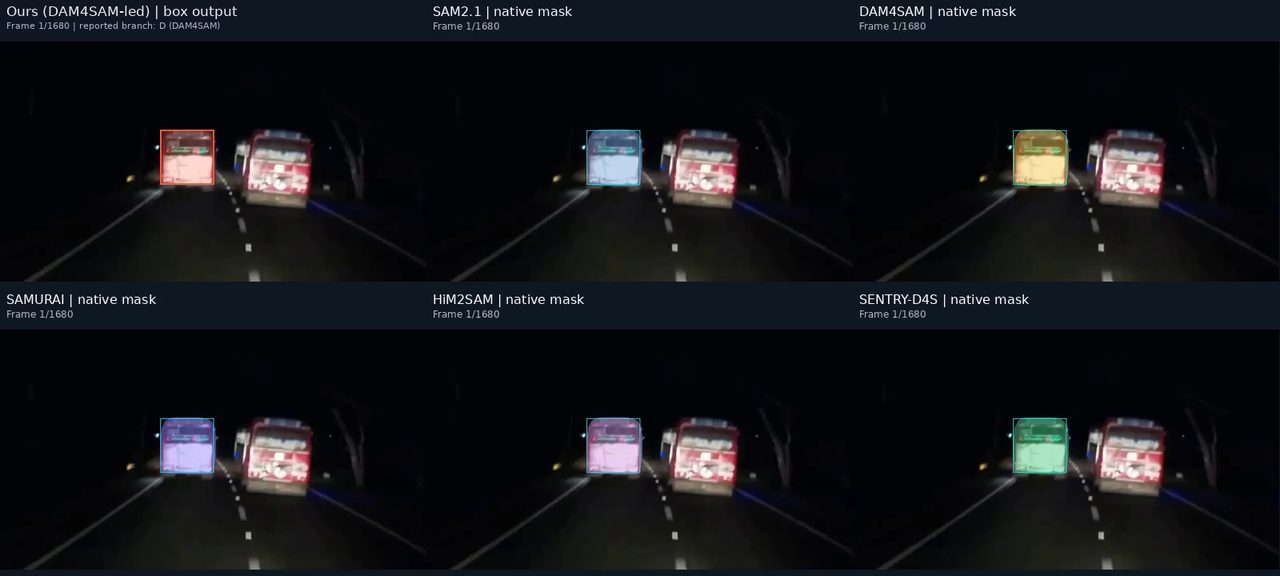 Ours (DAM4SAM-led) | box output
Frame 1/1680 | reported branch: D (DAM4SAM)
SAM2.1 | native mask
Frame 1/1680
DAM4SAM | native mask
Frame 1/1680
SAMURAI | native mask
Frame 1/1680
HiM2SAM | native mask
Frame 1/1680
SENTRY-D4S | native mask
Frame 1/1680